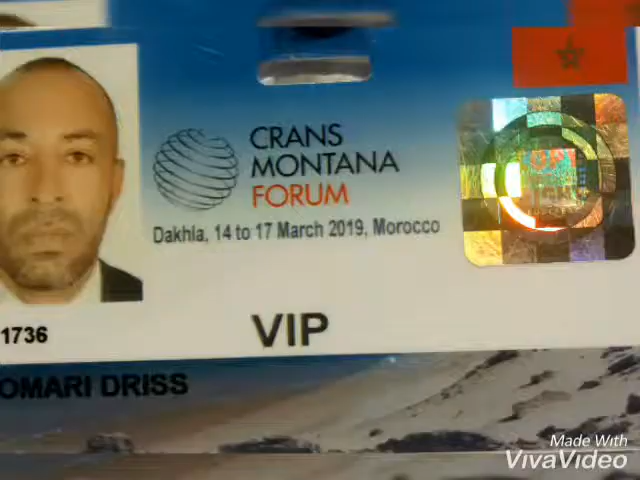 CRANS
MONTANA
FORUM
Dakhla, 14 to 17 March 2019, Morocco
1736
VIP
OMARI DRISS
Made With
VivaVideo